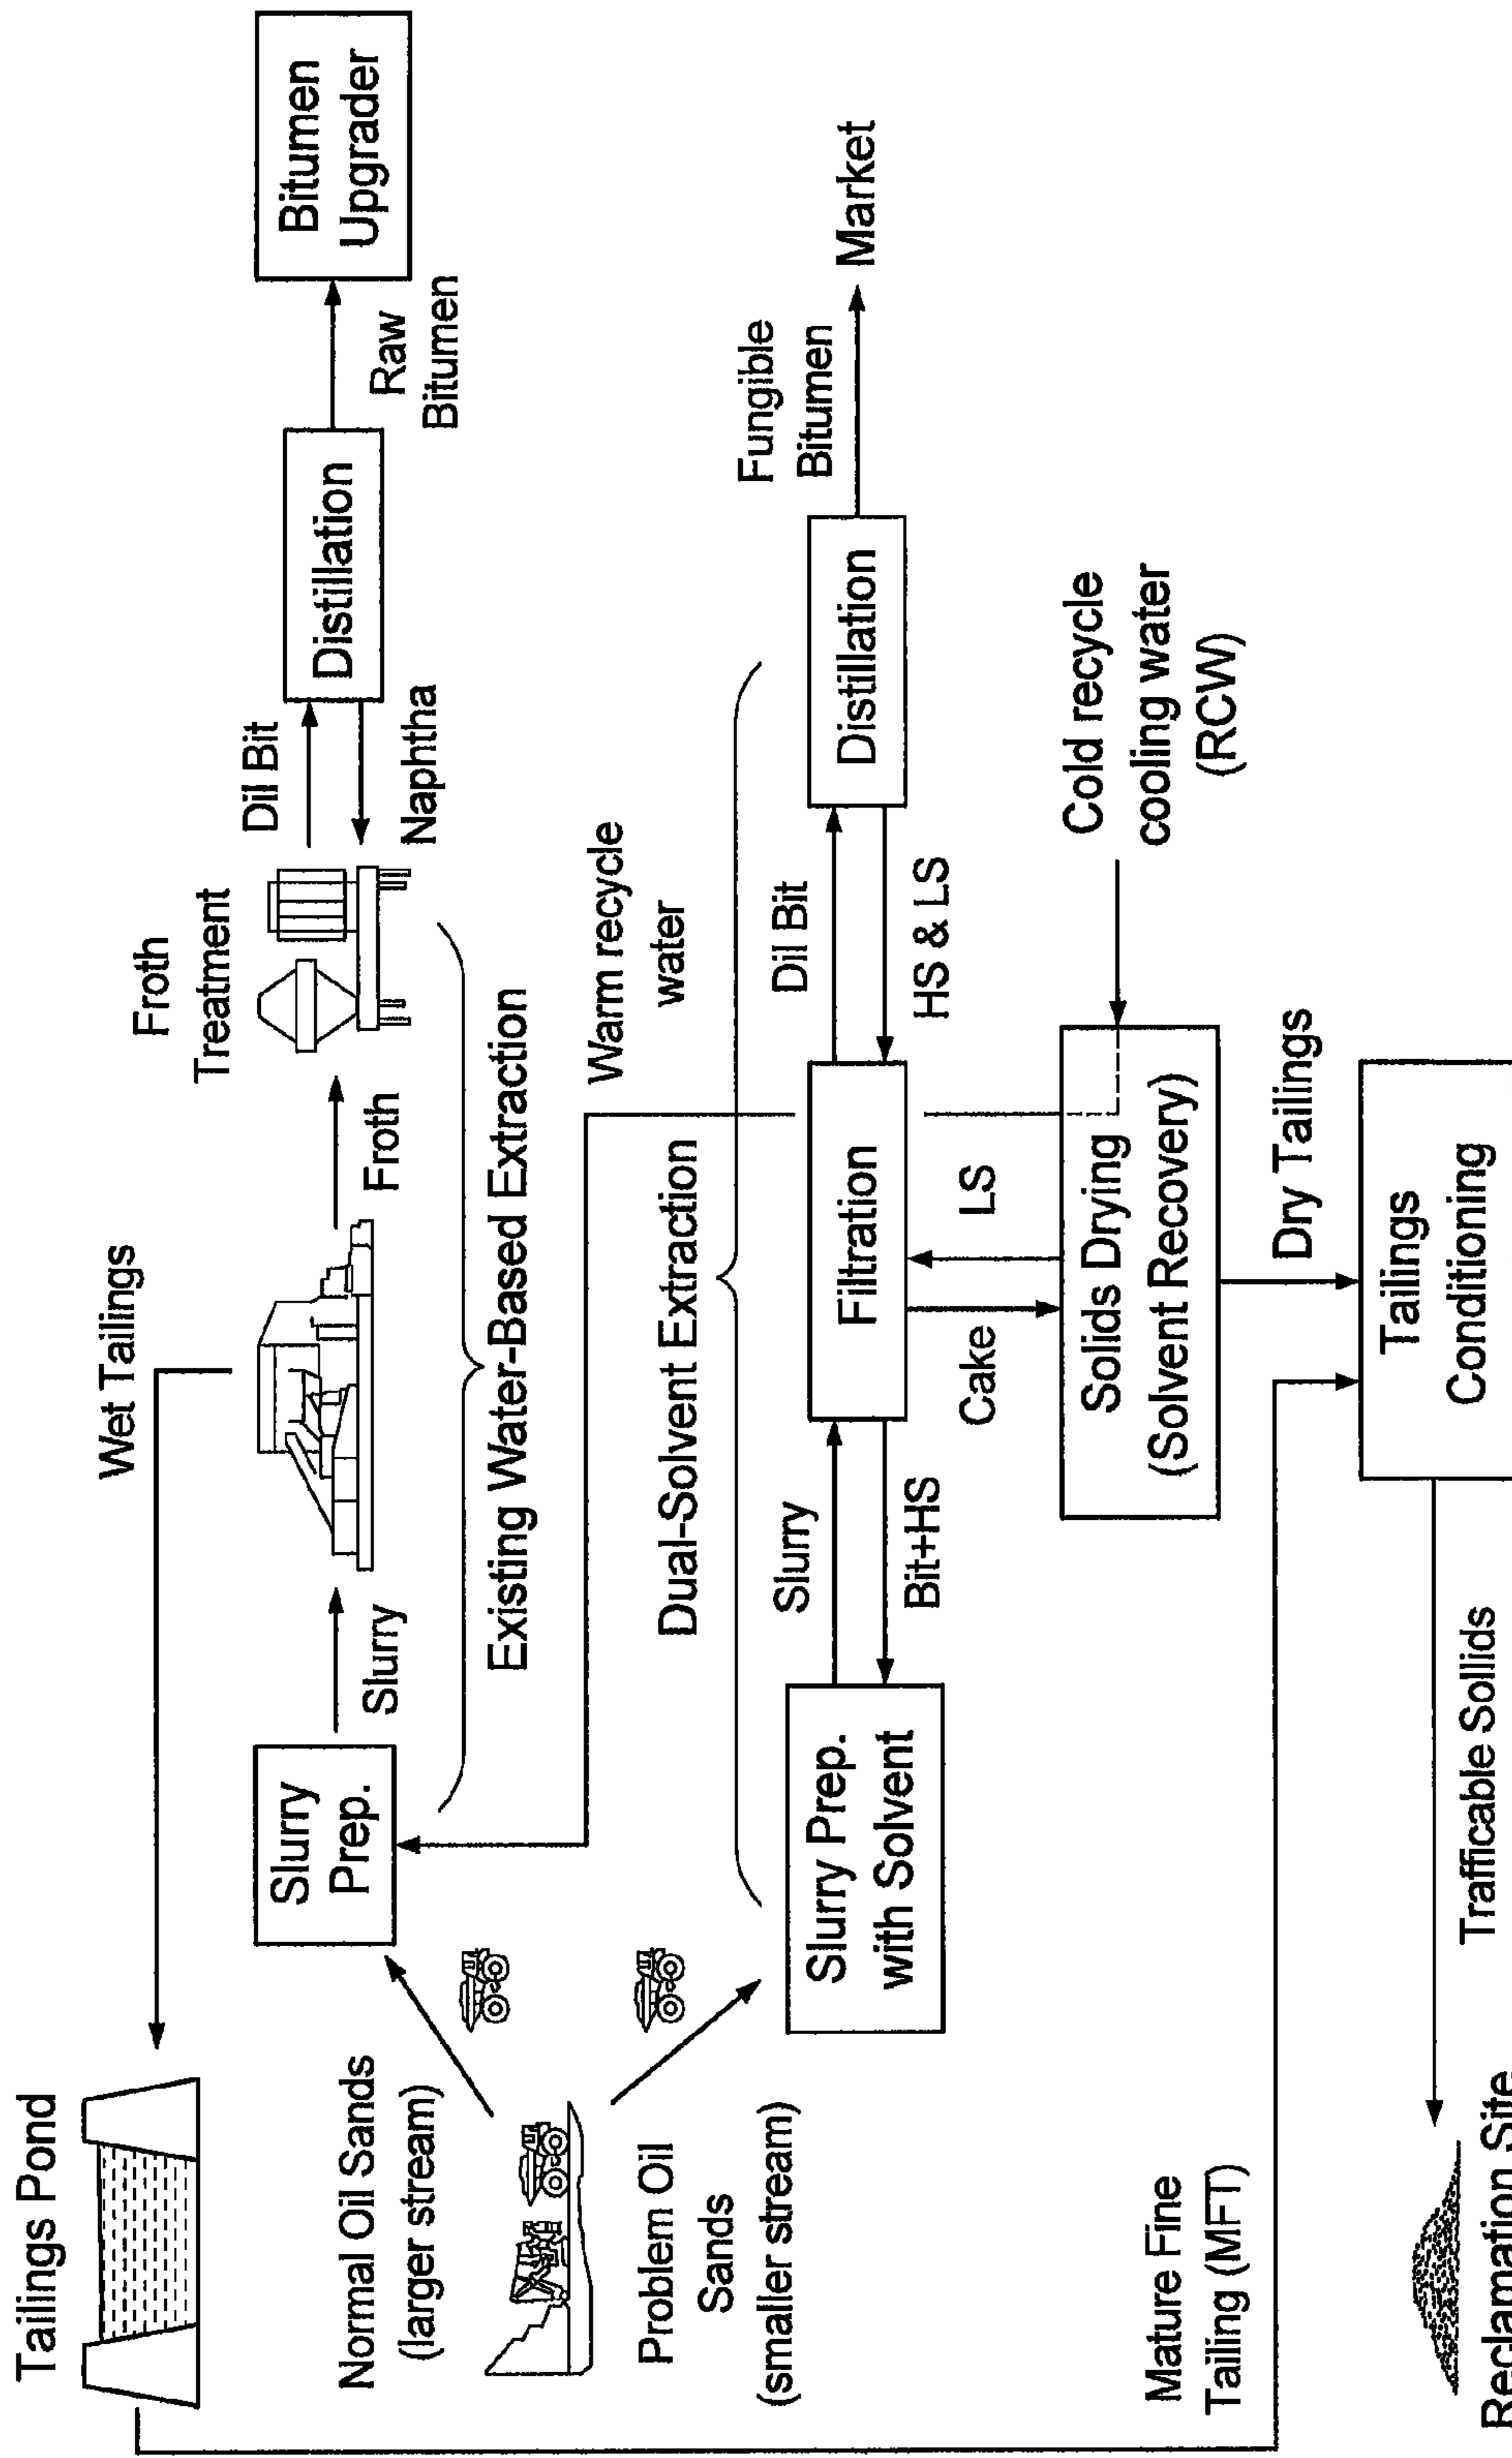 Tailings Pond
Wet Tailings
Froth
Treatment
Normal Oil Sands
(larger stream)
Slurry
Prep.
Slurry
Froth
Dil Bit
Naphtha
Distillation
Raw
Bitumen
Bitumen
Upgrader
Existing Water-Based Extraction
Warm recycle
water
Problem Oil
Sands
(smaller stream)
Dual-Solvent Extraction
Slurry Prep.
with Solvent
Slurry
Bit+HS
Filtration
Dil Bit
HS & LS
Distillation
Fungible
Bitumen
Market
Cake
LS
Solids Drying
(Solvent Recovery)
Cold recycle
cooling water
(RCW)
Mature Fine
Tailing (MFT)
Dry Tailings
Tailings
Conditioning
Trafficable Sollids
Reclamation Site